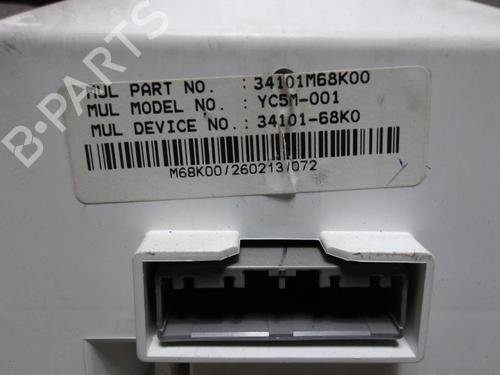 B-PARTS
MUL PART NO. : 34101M68K00
MUL MODEL NO. : YC5M-001
MUL DEVICE NO.: 34101-68K0
M68K00/260213/072